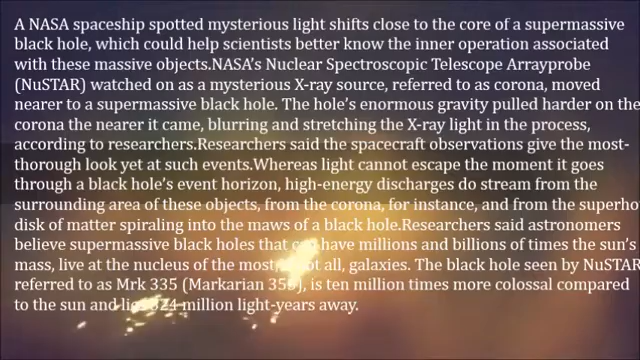 A NASA spaceship spotted mysterious light shifts close to the core of a supermassive
black hole, which could help scientists better know the inner operation associated
with these massive objects.NASA's Nuclear Spectroscopic Telescope Arrayprobe
(NuSTAR) watched on as a mysterious X-ray source, referred to as corona, moved
nearer to a supermassive black hole. The hole's enormous gravity pulled harder on the
corona the nearer it came, blurring and stretching the X-ray light in the process,
according to researchers.Researchers said the spacecraft observations give the most-
thorough look yet at such events.Whereas light cannot escape the moment it goes
through a black hole's event horizon, high-energy discharges do stream from the
surrounding area of these objects, from the corona, for instance, and from the superho
disk of matter spiraling into the maws of a black hole.Researchers said astronomers
believe supermassive black holes that can have millions and billions of times the sun's
mass, live at the nucleus of the most, not all, galaxies. The black hole seen by NuSTAR
referred to as Mrk 335 (Markarian 355), is ten million times more colossal compared
to the sun and lies 324 million light-years away.